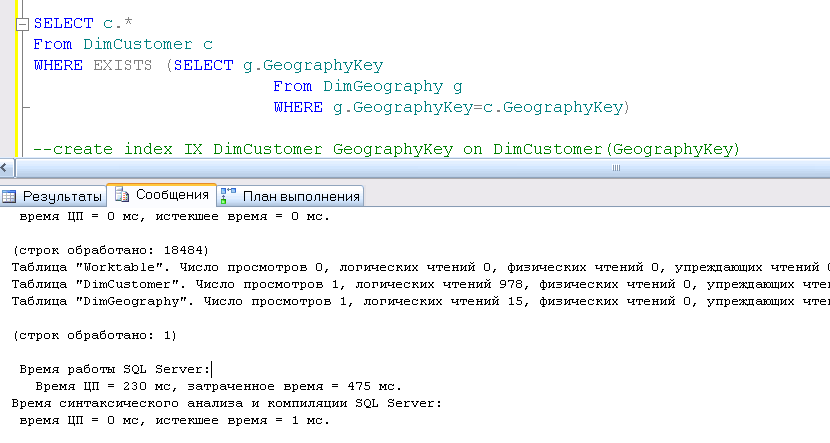 SELECT c.*
From DimCustomer c
WHERE EXISTS (SELECT g.GeographyKey
From DimGeography g
WHERE g.GeographyKey=c.GeographyKey)
--create index IX DimCustomer GeographyKey on DimCustomer(GeographyKey)
Результаты Сообщения План выполнения
время ЦП = 0 мс, истекшее время = 0 мс.
(строк обработано: 18484)
Таблица "Worktable". Число просмотров 0, логических чтений 0, физических чтений 0, упреждающих чтений 0
Таблица "DimCustomer". Число просмотров 1, логических чтений 978, физических чтений 0, упреждающих чте
Таблица "DimGeography". Число просмотров 1, логических чтений 15, физических чтений 0, упреждающих чте
(строк обработано: 1)
Время работы SQL Server:
Время ЦП = 230 мс, затраченное время = 475 мс.
Время синтаксического анализа и компиляции SQL Server:
время ЦП = 0 мс, истекшее время = 1 мс.